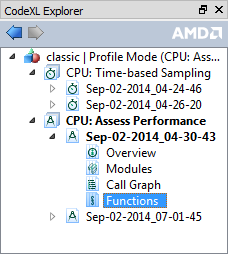 CodeXL Explorer
AMD
classic | Profile Mode (CPU: Ass...
CPU: Time-based Sampling
Sep-02-2014_04-24-46
Sep-02-2014_04-26-20
CPU: Assess Performance
Sep-02-2014_04-30-43
Overview
Modules
Call Graph
Functions
Sep-02-2014_07-01-45